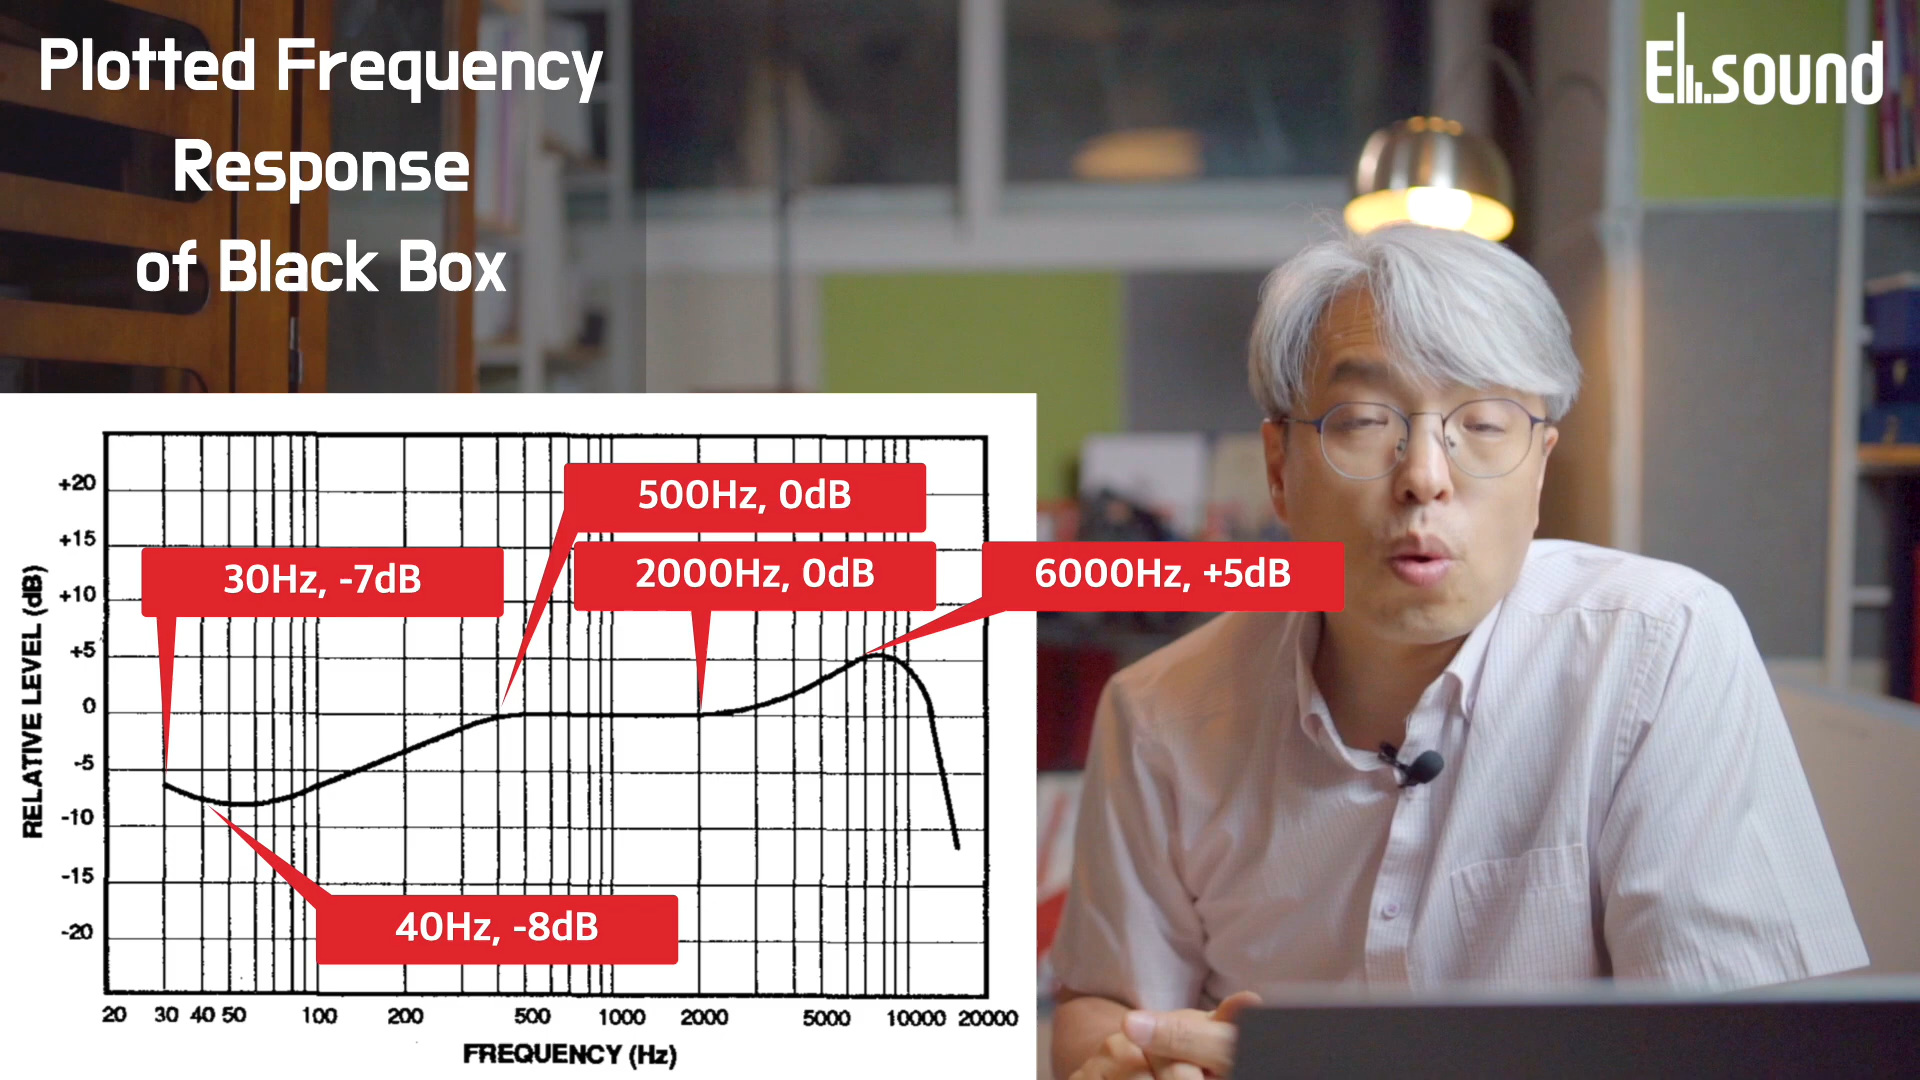 Plotted Frequency
Response
of Black Box
El.sound
500Hz, 0dB
30Hz, -7dB
2000Hz, 0dB
6000Hz, +5dB
40Hz, -8dB
RELATIVE LEVEL (dB)
+20
+15
+10
+5
0
-5
-10
-15
-20
20 30 40 50 100 200 500 1000 2000 5000 10000 20000
FREQUENCY (Hz)